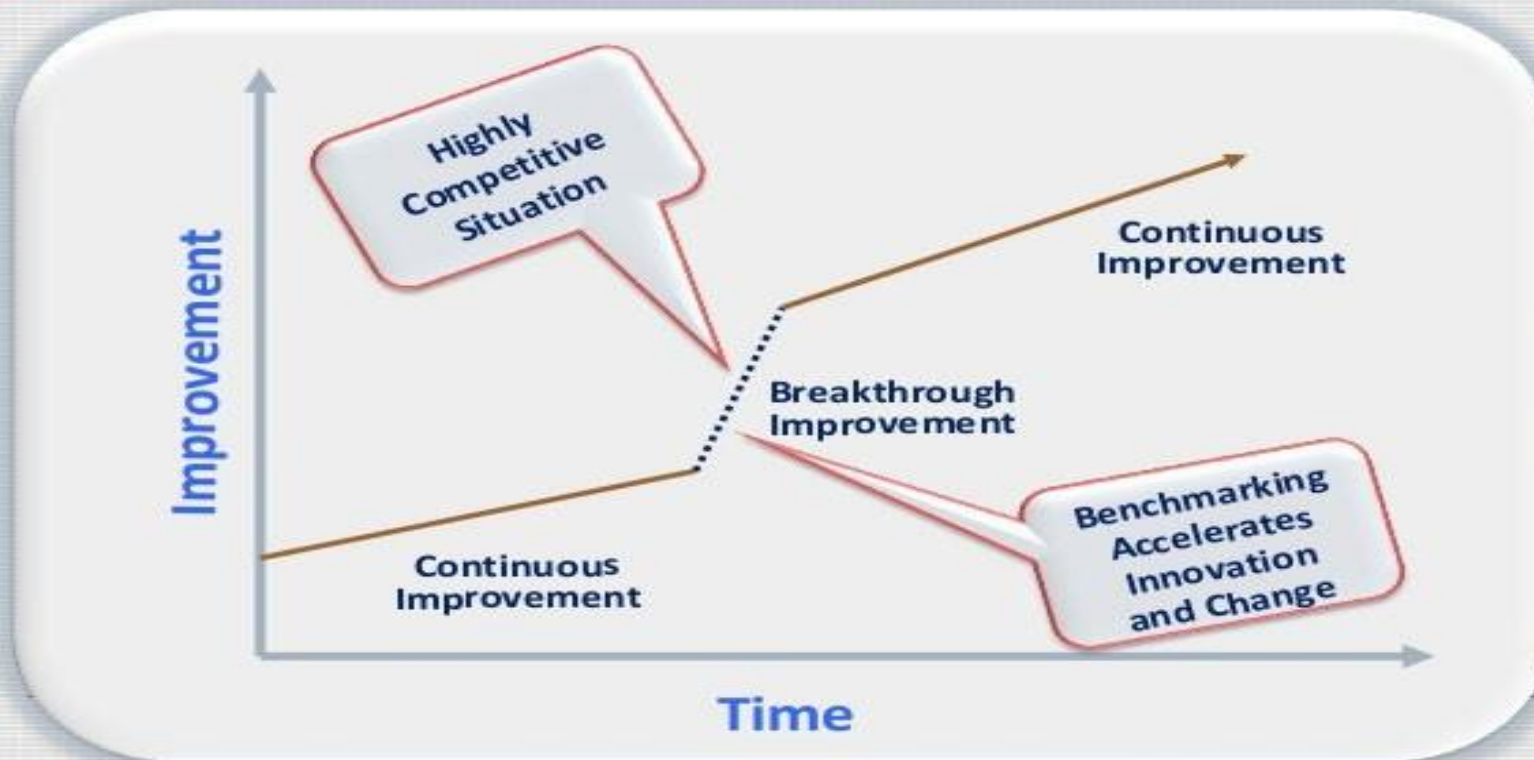 Highly
Competitive
Situation
Continuous
Improvement
Improvement
Breakthrough
Improvement
Benchmarking
Accelerates
Innovation
and Change
Continuous
Improvement
Time